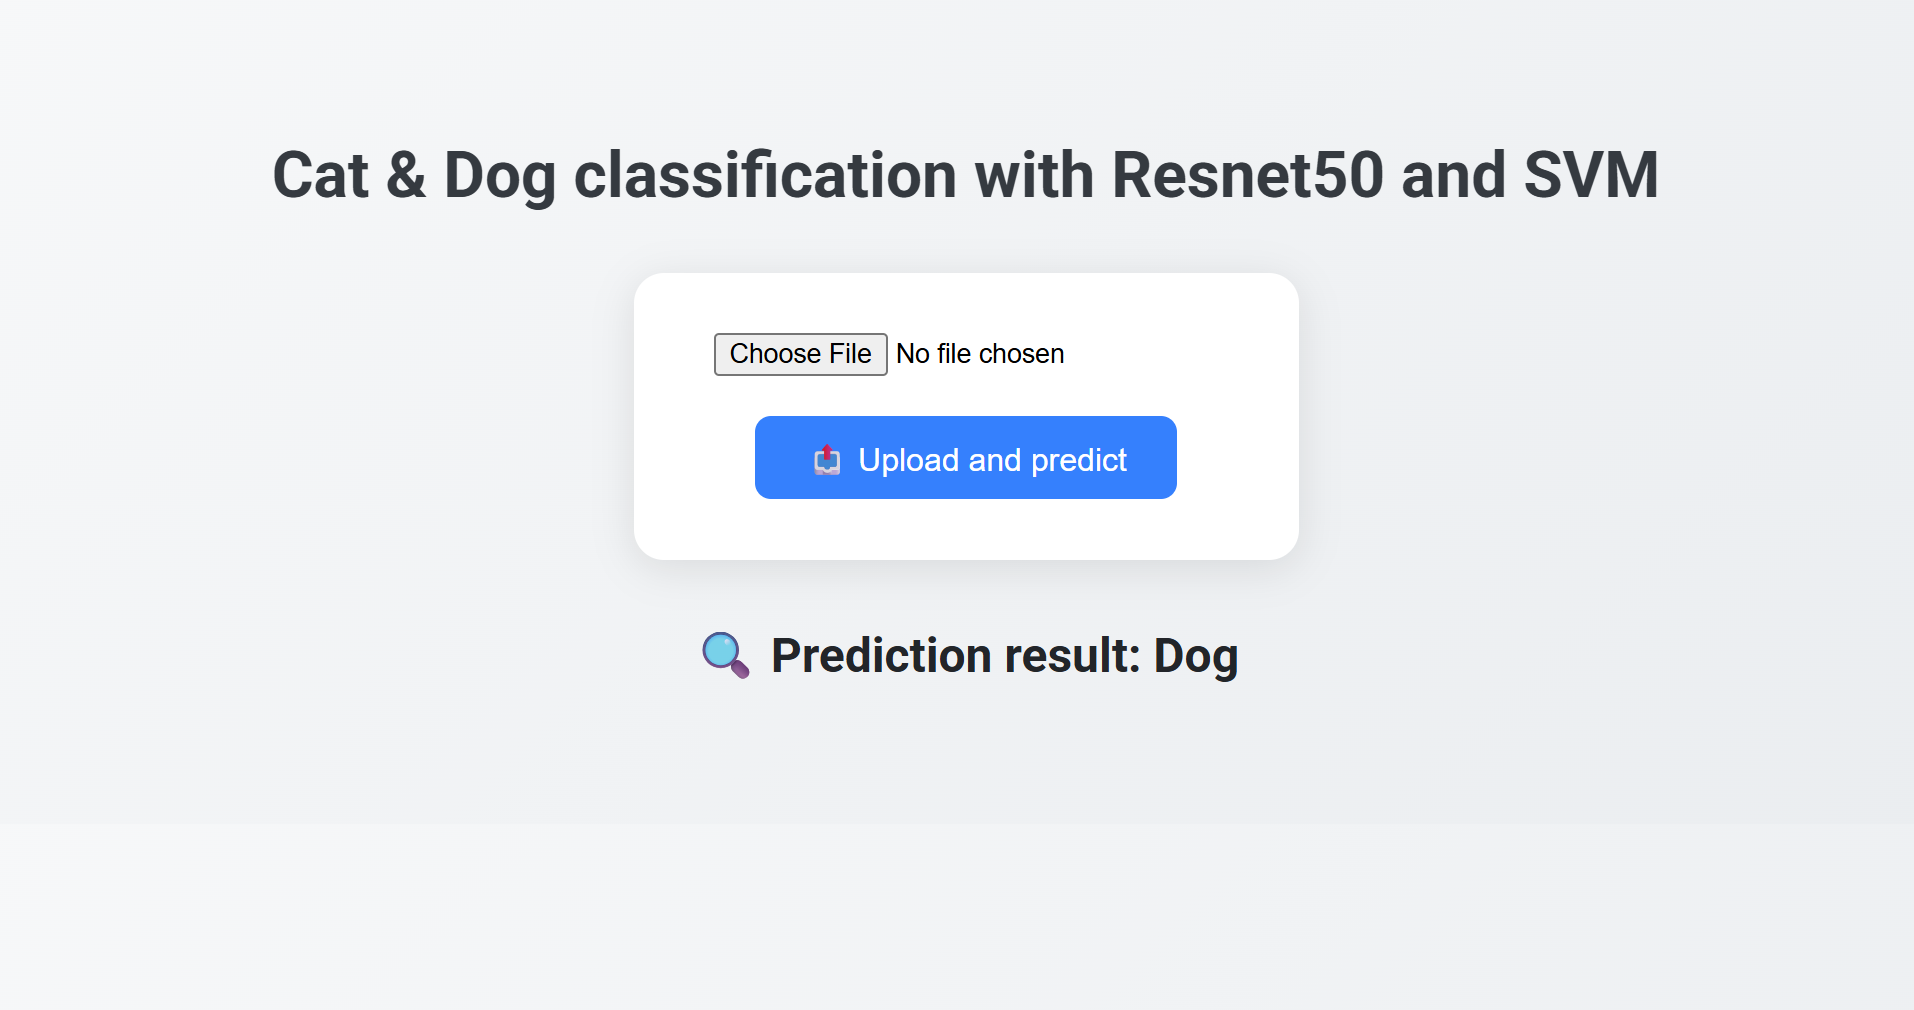 Cat & Dog classification with Resnet50 and SVM
Choose File No file chosen
Upload and predict
Prediction result: Dog